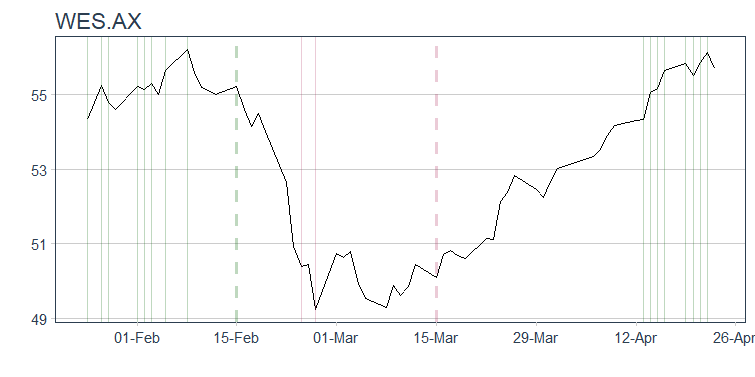 WES.AX
55
53
51
49
01-Feb
15-Feb
01-Mar
15-Mar
29-Mar
12-Apr
26-Apr